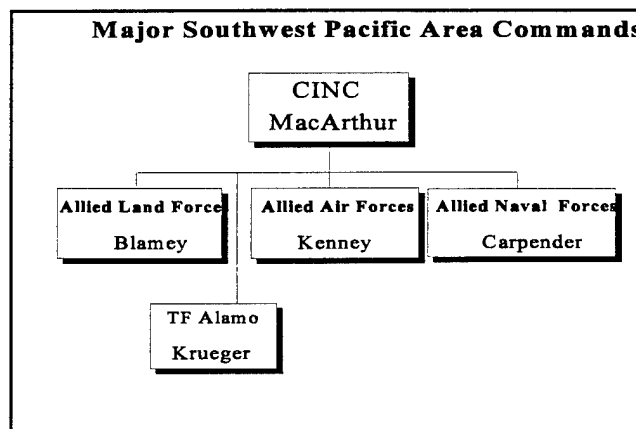 Major Southwest Pacific Area Commands
CINC
MacArthur
Allied Land Forces
Blamey
Allied Air Forces
Kenney
Allied Naval Forces
Carpender
TF Alamo
Krueger